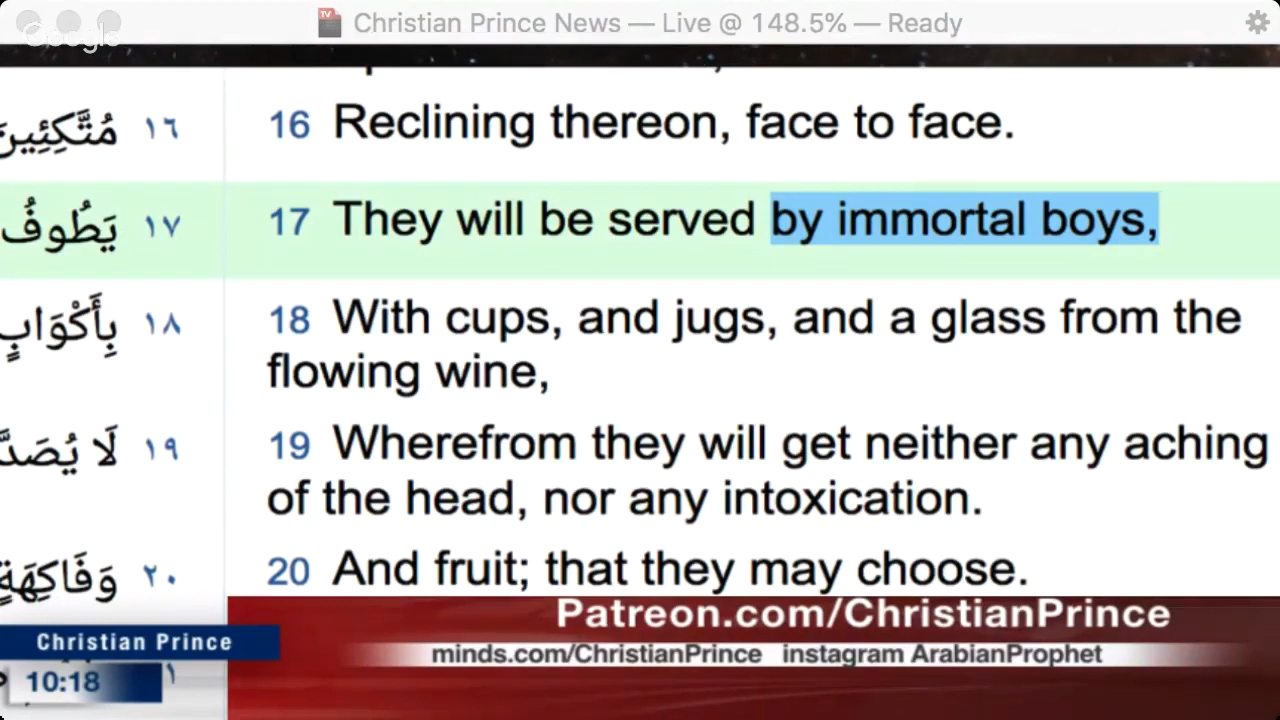 Christian Prince News — Live @ 148.5% — Ready
Google
TV
16 Reclining thereon, face to face.
١٦ مُتَّكِئِينَ
17 They will be served by immortal boys,
١٧ يَطُوفُ
18 With cups, and jugs, and a glass from the
flowing wine,
١٨ بِأَكْوَابٍ
19 Wherefrom they will get neither any aching
of the head, nor any intoxication.
١٩ لَا
20 And fruit; that they may choose.
٢٠ وَفَاكِهَةٍ
Patreon.com/ChristianPrince
Christian Prince
minds.com/ChristianPrince instagram ArabianProphet
10:18